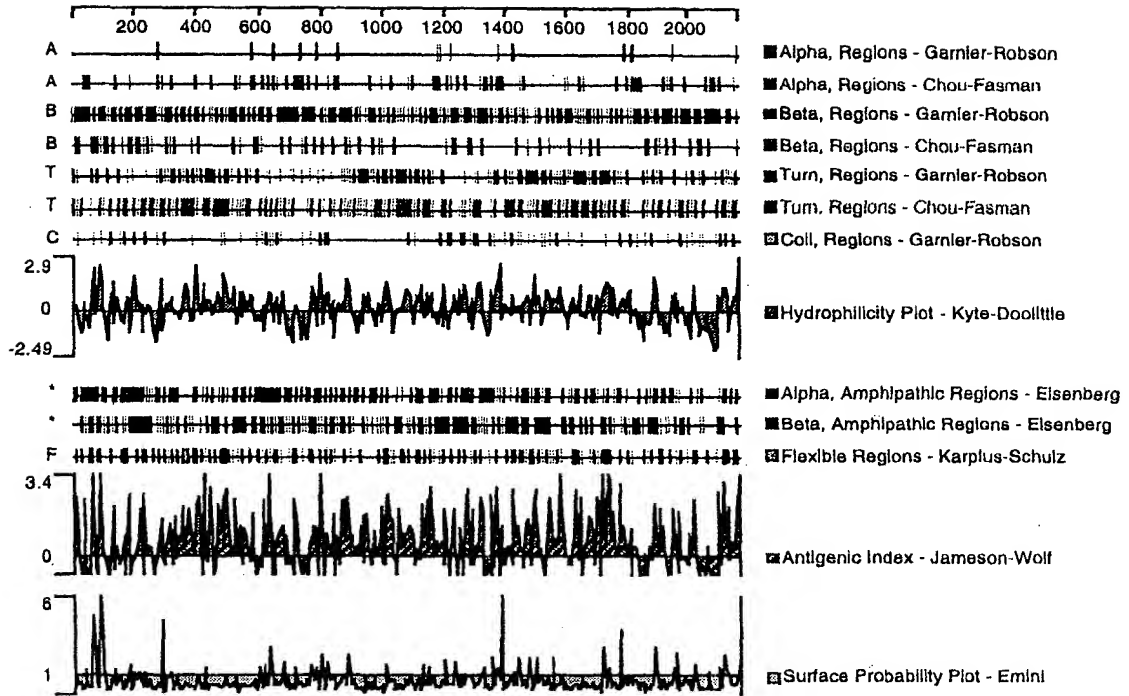 200 400 600 800 1000 1200 1400 1600 1800 2000
A Alpha, Regions - Garnier-Robson
A Alpha, Regions - Chou-Fasman
B Beta, Regions - Garnier-Robson
B Beta, Regions - Chou-Fasman
T Turn, Regions - Garnier-Robson
T Turn, Regions - Chou-Fasman
C Coil, Regions - Garnier-Robson
2.9
0 Hydrophilicity Plot - Kyte-Doolittle
-2.49
* Alpha, Amphipathic Regions - Eisenberg
* Beta, Amphipathic Regions - Eisenberg
F Flexible Regions - Karplus-Schulz
3.4
0 Antigenic Index - Jameson-Wolf
6
1 Surface Probability Plot - Emini